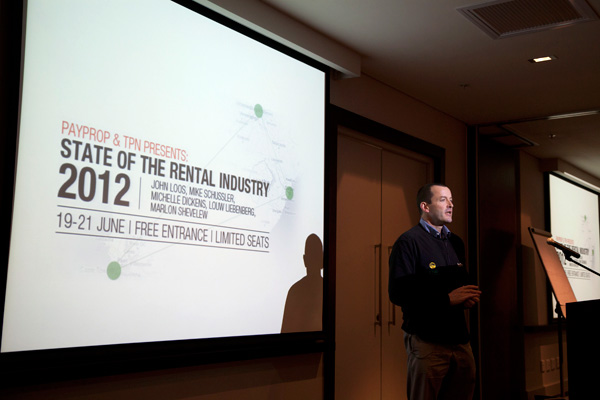 PAYPROP & TPN PRESENTS:
STATE OF THE RENTAL INDUSTRY
2012
JOHN LOOS, MIKE SCHUSSLER,
MICHELLE DICKENS, LOUW LIEBENBERG,
MARLON SHEVELEW
19-21 JUNE | FREE ENTRANCE | LIMITED SEATS